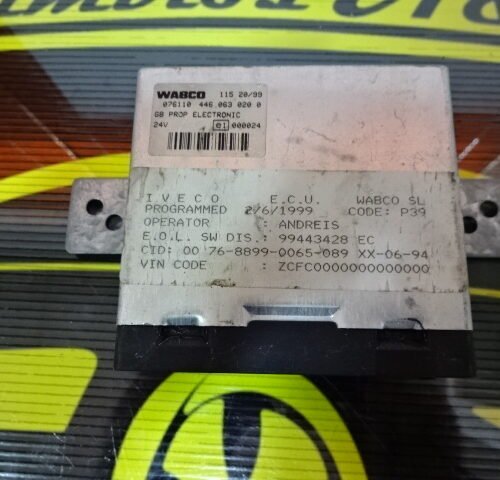 WABCO 115 20/99
076110 446 063 020 0
GB PROP ELECTRONIC
24V e1 000024
IVECO E.C.U. WABCO SL
PROGRAMMED 2/6/1999 CODE: P39
OPERATOR : ANDREIS
E.O.L. SW DIS.: 99443428 EC
CID: 00 76-8899-0065-089 XX-06-94
VIN CODE : ZCFC0000000000000